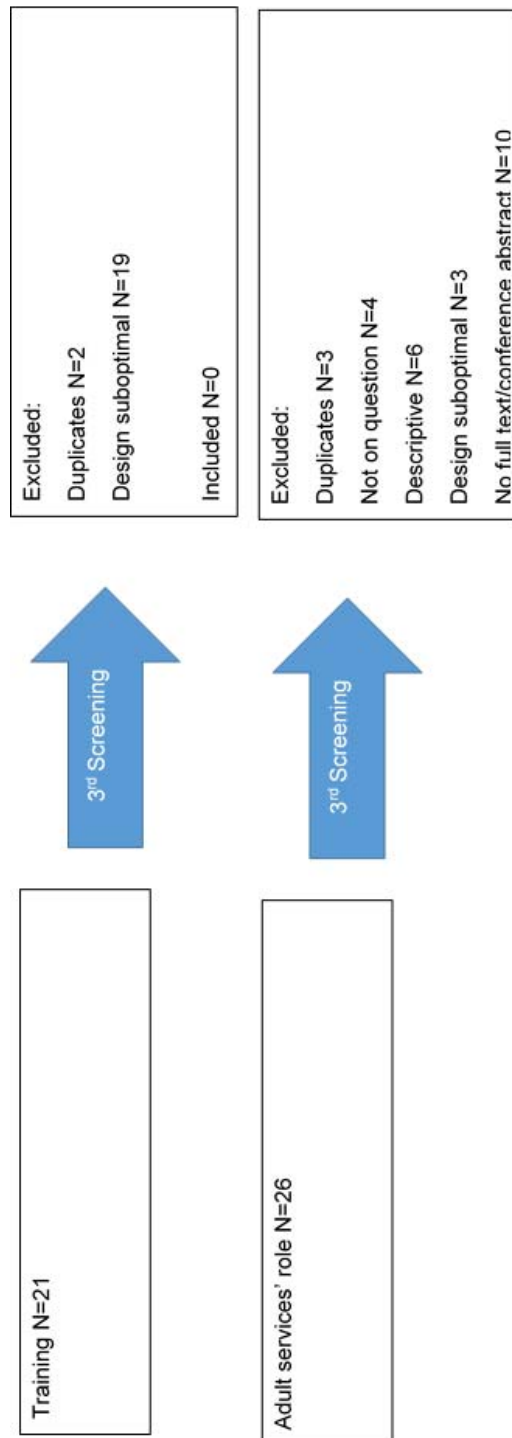 Training N=21
3rd Screening
Excluded:
Duplicates N=2
Design suboptimal N=19
Included N=0
Adult services’ role N=26
3rd Screening
Excluded:
Duplicates N=3
Not on question N=4
Descriptive N=6
Design suboptimal N=3
No full text/conference abstract N=10